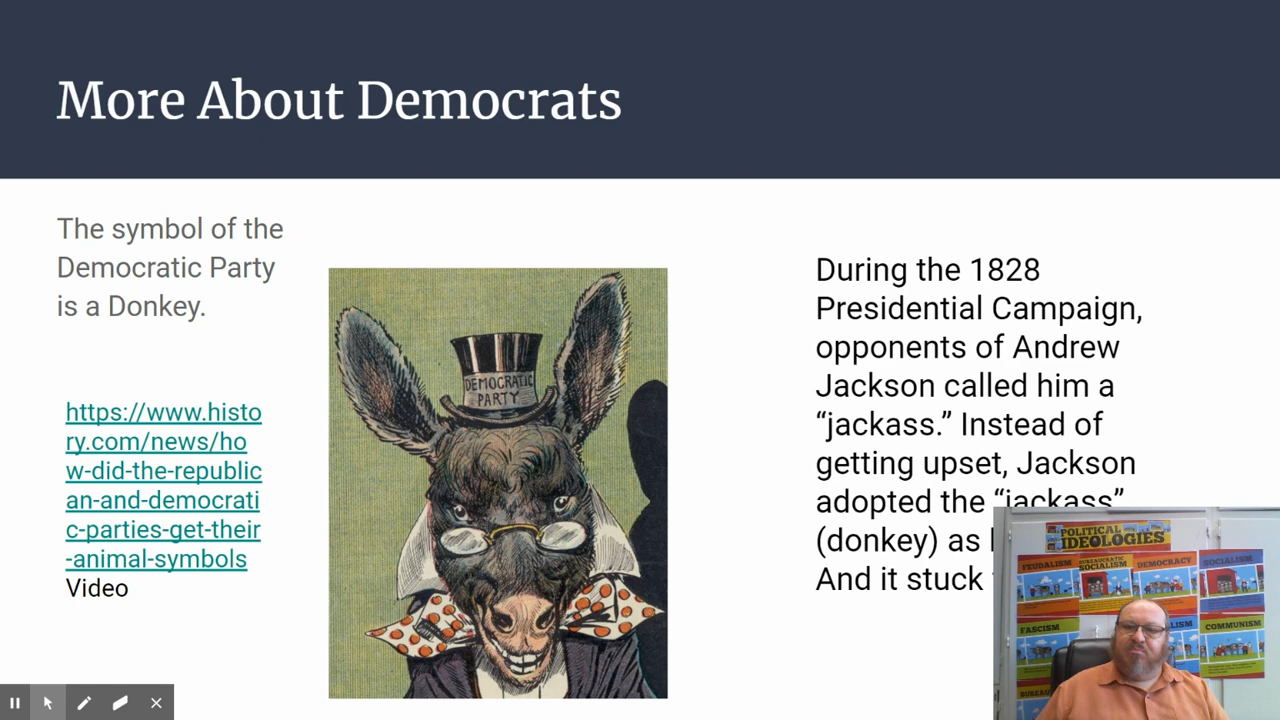 More About Democrats
The symbol of the
Democratic Party
is a Donkey.
https://www.histo
ry.com/news/ho
w-did-the-republic
an-and-democrati
c-parties-get-their
-animal-symbols
Video
DEMOCRATIC
PARTY
During the 1828
Presidential Campaign,
opponents of Andrew
Jackson called him a
“jackass.” Instead of
getting upset, Jackson
adopted the “jackass”
(donkey) as
And it stuck
POLITICAL
IDEOLOGIES
FEUDALISM
BUREAUCRATIC
SOCIALISM
DEMOCRACY
SOCIALISM
FASCISM
COMMUNISM